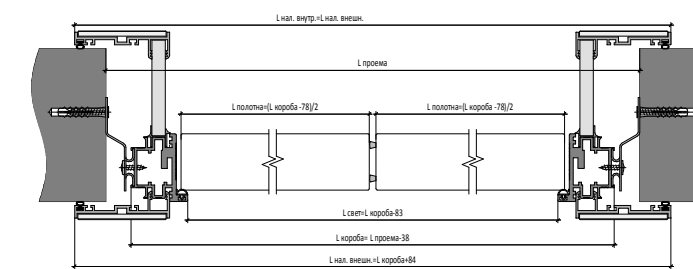 L нал. внутр.=L нал. внешн.
L проема
L полотна=(L короба -78)/2
L полотна=(L короба -78)/2
L свет=L короба-83
L короба= L проема-38
L нал. внешн.=L короба+84